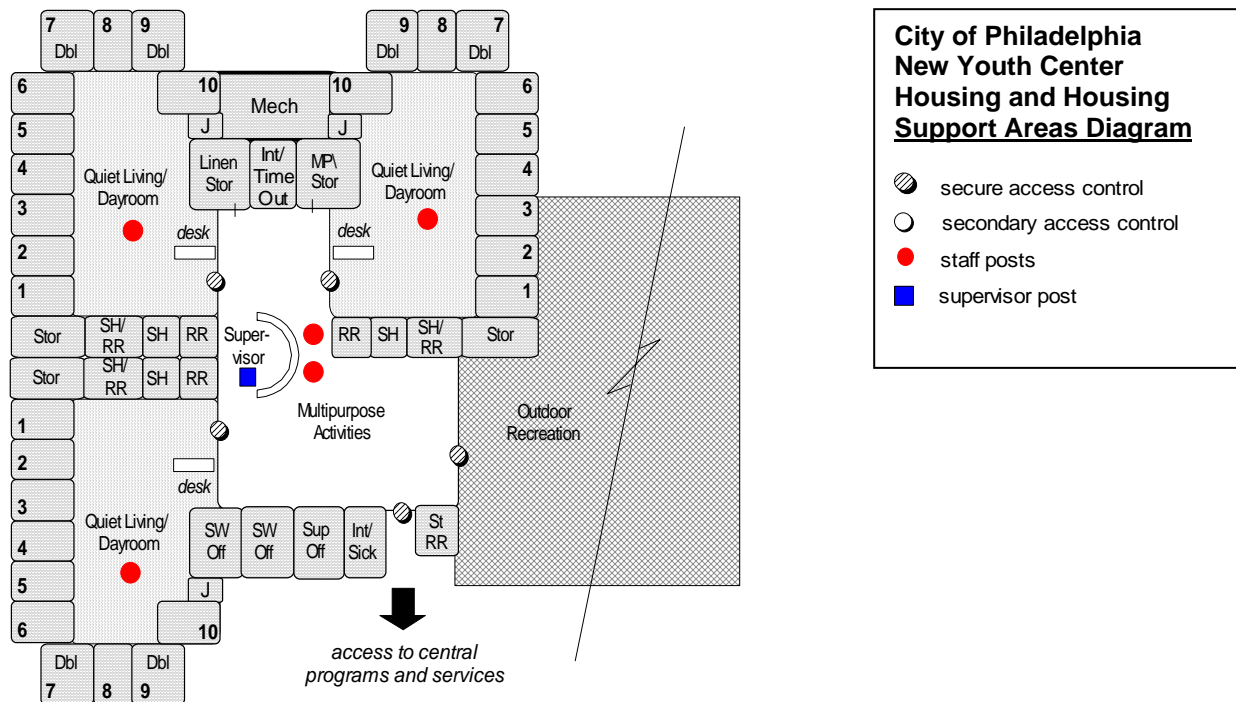 7
8
9
Dbl
Dbl
9
8
7
Dbl
Dbl
6
10
Mech
10
6
5
J
J
5
4
Quiet Living/
Dayroom
Linen
Stor
Int/
Time
Out
MP\
Stor
Quiet Living/
Dayroom
4
3
3
2
desk
desk
2
1
1
Stor
SH/
RR
SH
RR
Super-
visor
RR
SH
SH/
RR
Stor
Stor
SH/
RR
SH
RR
Multipurpose
Activities
Outdoor
Recreation
1
2
desk
3
Quiet Living/
Dayroom
4
SW
Off
SW
Off
Sup
Off
Int/
Sick
St
RR
5
J
6
10
Dbl
Dbl
7
8
9
access to central
programs and services
City of Philadelphia
New Youth Center
Housing and Housing
Support Areas Diagram
secure access control
secondary access control
staff posts
supervisor post